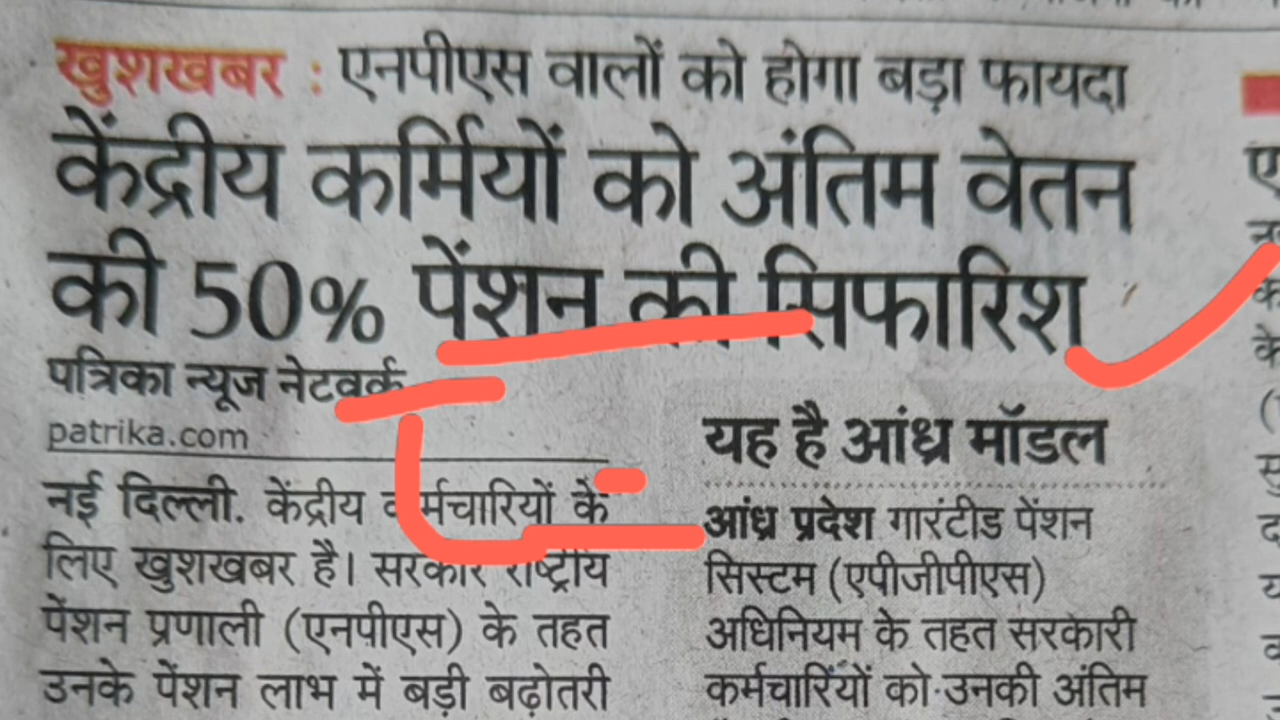 खुशखबर : एनपीएस वालों को होगा बड़ा फायदा
केंद्रीय कर्मियों को अंतिम वेतन
की 50% पेंशन की सिफारिश
पत्रिका न्यूज नेटवर्क
patrika.com
नई दिल्ली. केंद्रीय कर्मचारियों के
लिए खुशखबर है। सरकार राष्ट्रीय
पेंशन प्रणाली (एनपीएस) के तहत
उनके पेंशन लाभ में बड़ी बढ़ोतरी
यह है आंध्र मॉडल
आंध्र प्रदेश गारंटीड पेंशन
सिस्टम (एपीजीपीएस)
अधिनियम के तहत सरकारी
कर्मचारियों को उनकी अंतिम